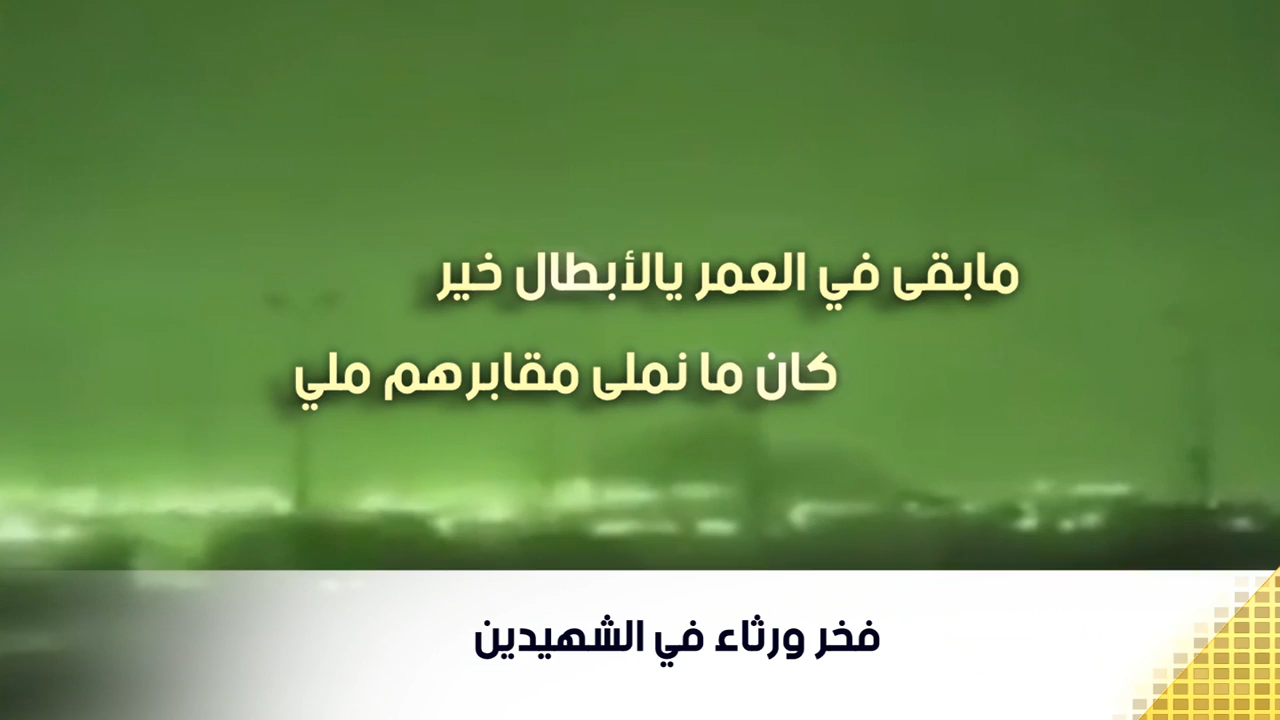 مابقى في العمر يالأبطال خير
كان ما نملى مقابرهم ملي
فخر ورثاء في الشهيدين